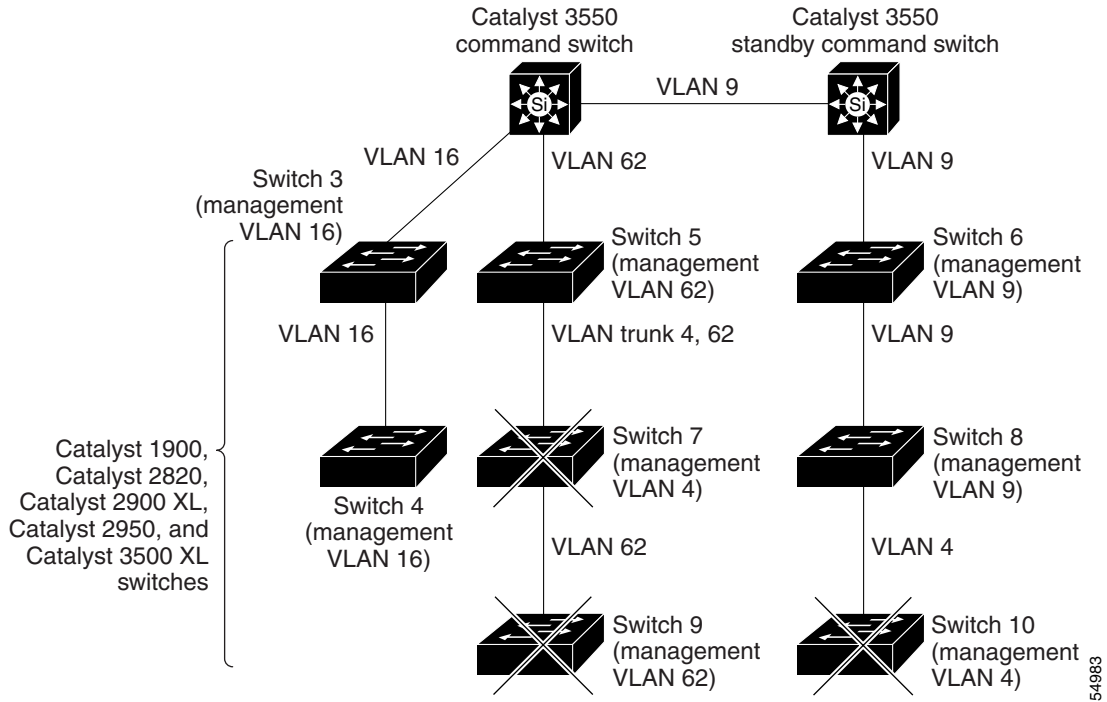 Catalyst 3550
command switch
Catalyst 3550
standby command switch
Si
VLAN 9
Si
VLAN 16
VLAN 62
VLAN 9
Switch 3
(management
VLAN 16)
Switch 5
(management
VLAN 62)
Switch 6
(management
VLAN 9)
VLAN 16
VLAN trunk 4, 62
VLAN 9
Catalyst 1900,
Catalyst 2820,
Catalyst 2900 XL,
Catalyst 2950, and
Catalyst 3500 XL
switches
Switch 4
(management
VLAN 16)
Switch 7
(management
VLAN 4)
Switch 8
(management
VLAN 9)
VLAN 62
VLAN 4
Switch 9
(management
VLAN 62)
Switch 10
(management
VLAN 4)
54983